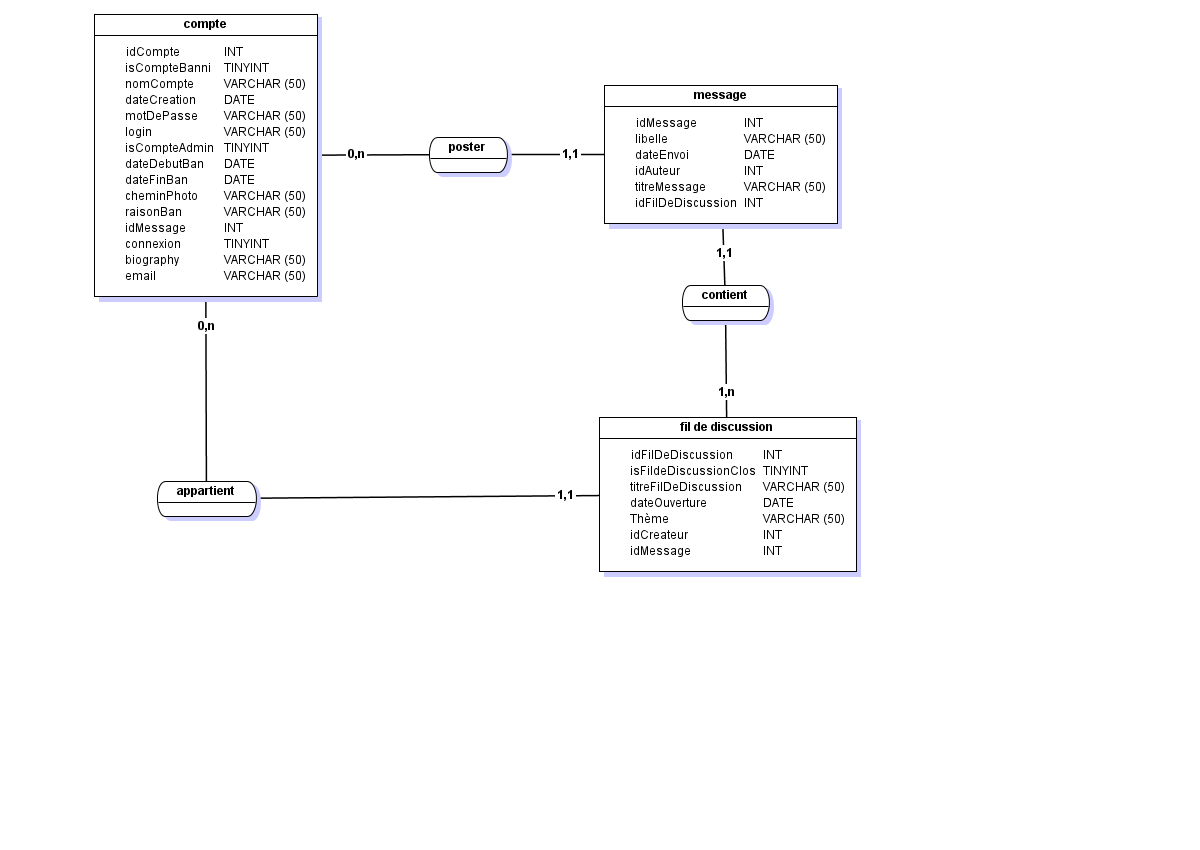 compte
idCompte INT
isCompteBanni TINYINT
nomCompte VARCHAR (50)
dateCreation DATE
motDePasse VARCHAR (50)
login VARCHAR (50)
isCompteAdmin TINYINT
dateDebutBan DATE
dateFinBan DATE
cheminPhoto VARCHAR (50)
raisonBan VARCHAR (50)
idMessage INT
connexion TINYINT
biography VARCHAR (50)
email VARCHAR (50)
0,n
poster
1,1
message
idMessage INT
libelle VARCHAR (50)
dateEnvoi DATE
idAuteur INT
titreMessage VARCHAR (50)
idFilDeDiscussion INT
1,1
contient
1,n
0,n
appartient
1,1
fil de discussion
idFilDeDiscussion INT
isFildeDiscussionClos TINYINT
titreFilDeDiscussion VARCHAR (50)
dateOuverture DATE
Thème VARCHAR (50)
idCreateur INT
idMessage INT